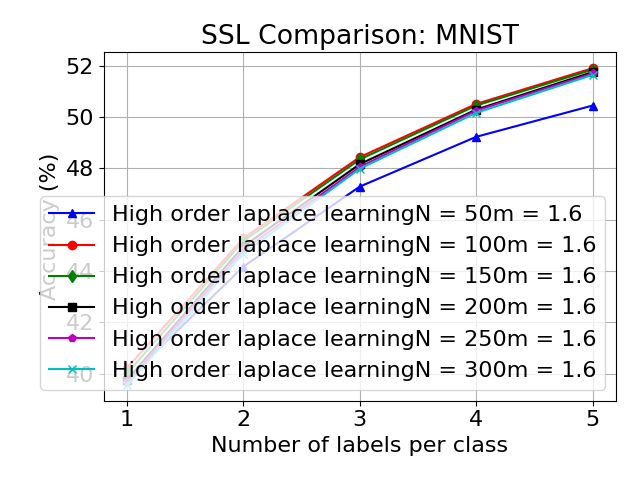 SSL Comparison: MNIST
52
50
48
46
44
42
40
Accuracy (%)
High order laplace learningN = 50m = 1.6
High order laplace learningN = 100m = 1.6
High order laplace learningN = 150m = 1.6
High order laplace learningN = 200m = 1.6
High order laplace learningN = 250m = 1.6
High order laplace learningN = 300m = 1.6
1 2 3 4 5
Number of labels per class